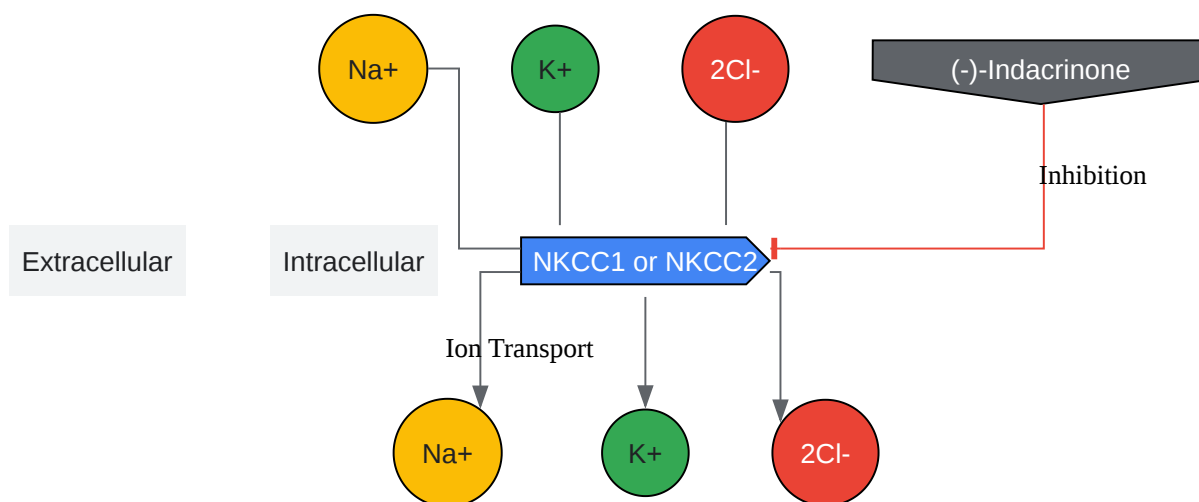 Na+
K+
2Cl-
(-)-Indacrinone
Inhibition
Extracellular
Intracellular
NKCC1 or NKCC2
Ion Transport
Na+
K+
2Cl-